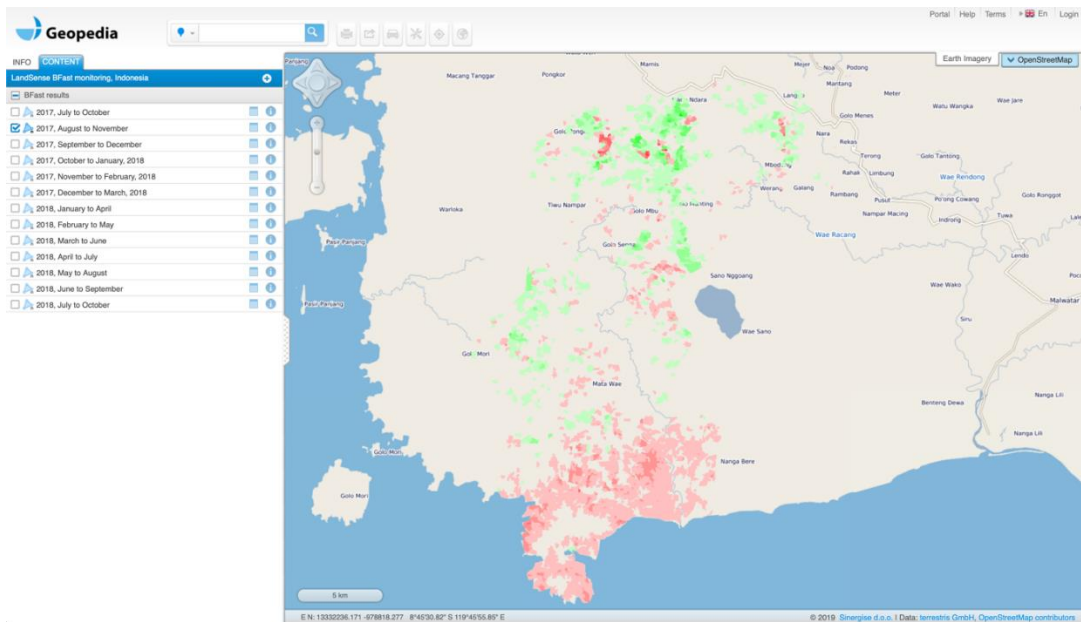 Portal Help Terms En Login
Geopedia
INFO CONTENT
LandSense BFast monitoring, Indonesia
BFast results
2017, July to October
2017, August to November
2017, September to December
2017, October to January, 2018
2017, November to February, 2018
2017, December to March, 2018
2018, January to April
2018, February to May
2018, March to June
2018, April to July
2018, May to August
2018, June to September
2018, July to October
Earth Imagery OpenStreetMap
Macang Tanggar
Pongkor
Mamis
Mejer
Noa
Podong
Mantang
Meter
Watu Wangka
Wae Jare
Golo Menes
Nara
Rekas
Terong
Golo Tanting
Rahak
Limbung
Wae Rendong
Werang
Galang
Rambang
Pusut
Po'ong Cowang
Golo Ronggot
Tiwu Nampar
Nampar Macing
Indrong
Tuwa
Warloka
Golo Mbu
Wae Racang
Pasir Panjang
Golo Sem
Lendo
Sano Nggoang
Wae Wako
Pasir Panjang
Malwatar
Siru
Wae Sano
Golo Mori
Mata Wae
Nanga Lili
Benteng Dewa
Nanga Lili
Golo Mori
Nanga Bere
Golo Mori
5 km
E N: 13332236.171 -978818.277 8°45'30.82" S 119°45'55.85" E
© 2019 Sinergise d.o.o. | Data: terrestris GmbH, OpenStreetMap contributors